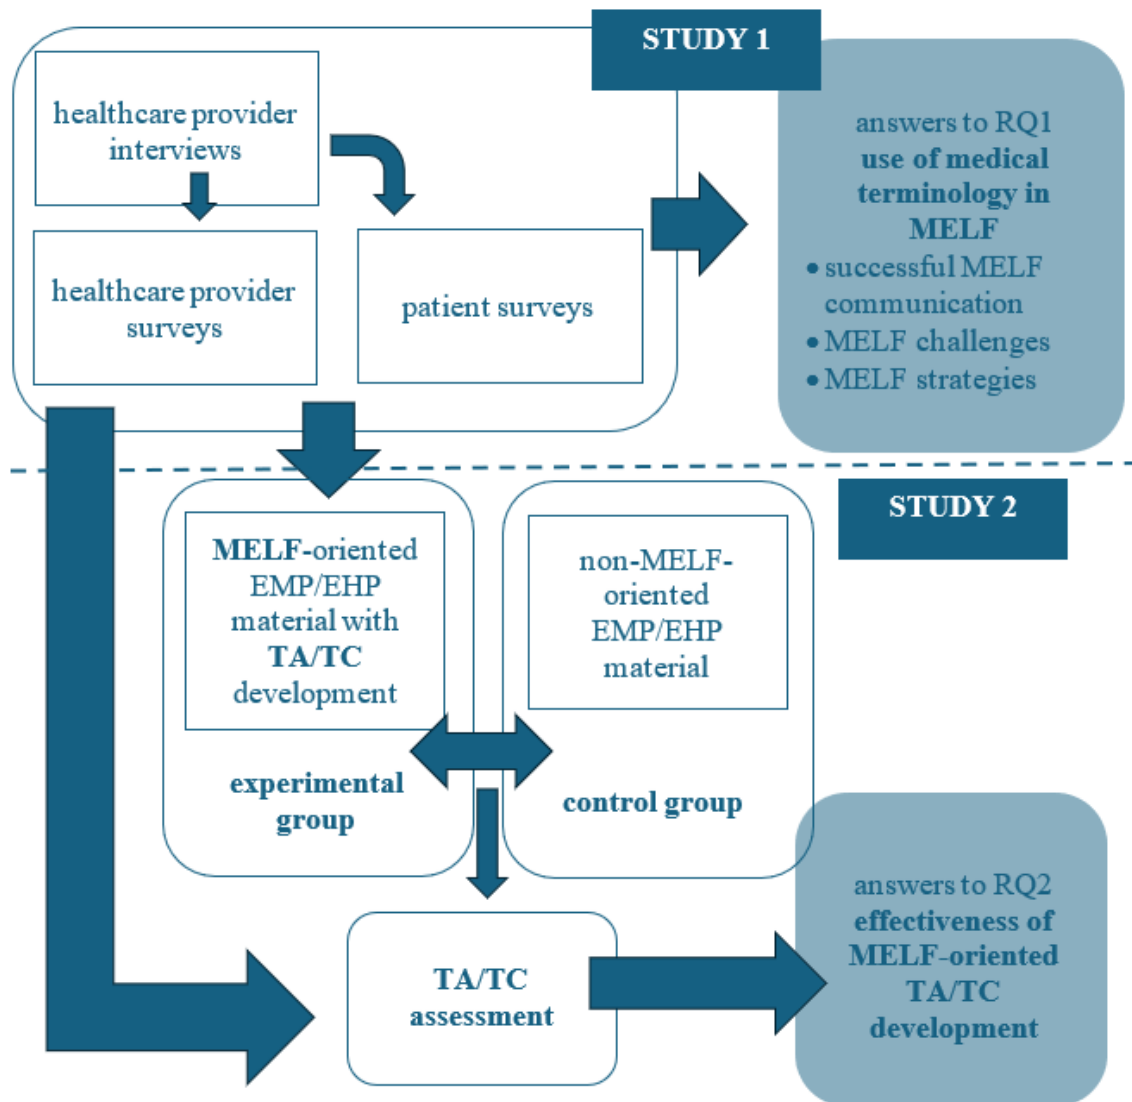 STUDY 1
healthcare provider
interviews
healthcare provider
surveys
patient surveys
answers to RQ1
use of medical
terminology in
MELF
• successful MELF
communication
• MELF challenges
• MELF strategies
STUDY 2
MELF-oriented
EMP/EHP
material with
TA/TC
development
experimental
group
non-MELF-
oriented
EMP/EHP
material
control group
TA/TC
assessment
answers to RQ2
effectiveness of
MELF-oriented
TA/TC
development